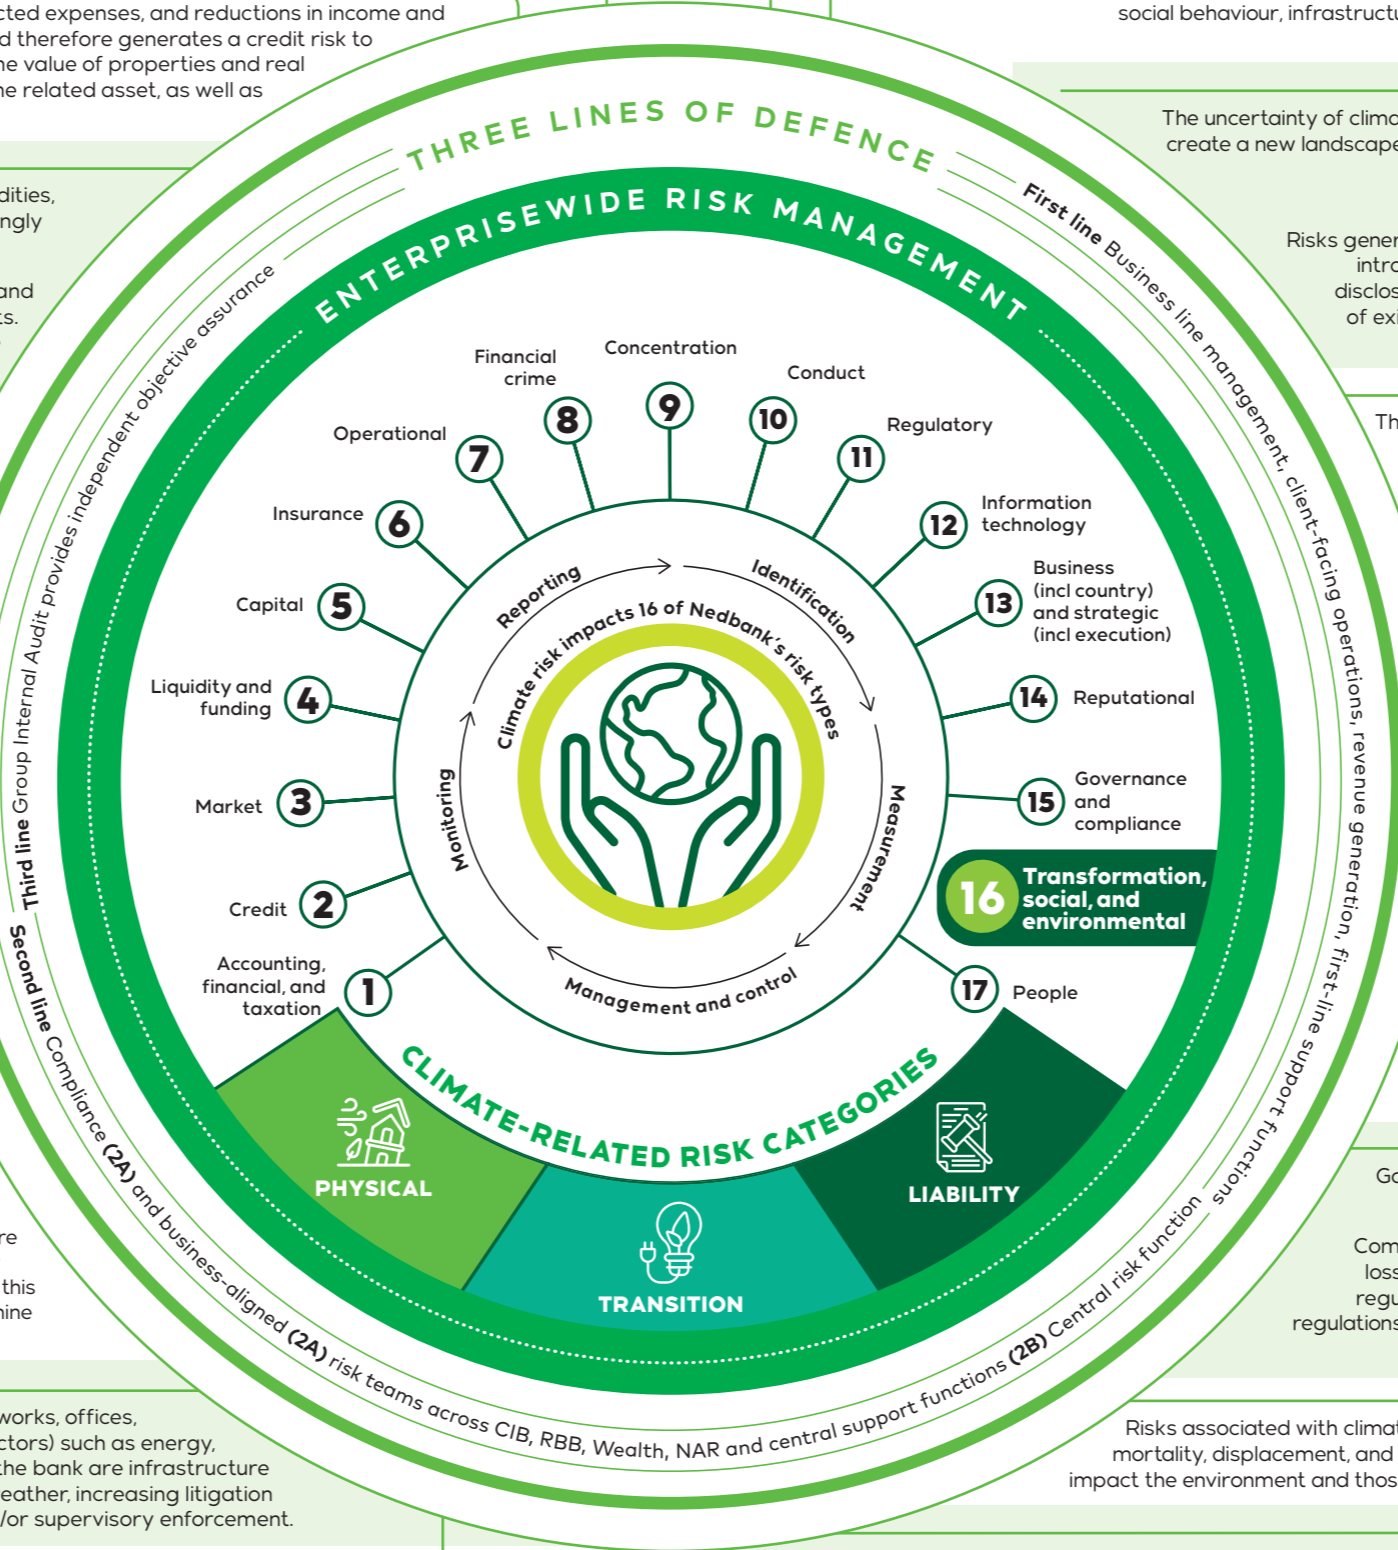 cted expenses, and reductions in income and
d therefore generates a credit risk to
he value of properties and real
he related asset, as well as
social behaviour, infrastructu
The uncertainty of clima
create a new landscape
dities,
ngly
and
ts.
Risks gener
intro
disclos
of exi
Th
THREE LINES OF DEFENCE
First line Business line management, client-facing operations, revenue generation, first-line support functions
Second line Compliance (2A) and business-aligned (2A) risk teams across CIB, RBB, Wealth, NAR and central support functions (2B) Central risk function
Third line Group Internal Audit provides independent objective assurance
ENTERPRISEWIDE RISK MANAGEMENT
1
Accounting,
financial, and
taxation
2
Credit
3
Market
4
Liquidity and
funding
5
Capital
6
Insurance
7
Operational
8
Financial
crime
9
Concentration
10
Conduct
11
Regulatory
12
Information
technology
13
Business
(incl country)
and strategic
(incl execution)
14
Reputational
15
Governance
and
compliance
16
Transformation,
social, and
environmental
17
People
Identification
Measurement
Management and control
Monitoring
Reporting
Climate risk impacts 16 of Nedbank's risk types
CLIMATE-RELATED RISK CATEGORIES
PHYSICAL
TRANSITION
LIABILITY
re
this
nine
works, offices,
ctors) such as energy,
the bank are infrastructure
eather, increasing litigation
/or supervisory enforcement.
Go
Com
loss
regu
regulations
Risks associated with climat
mortality, displacement, and
impact the environment and thos